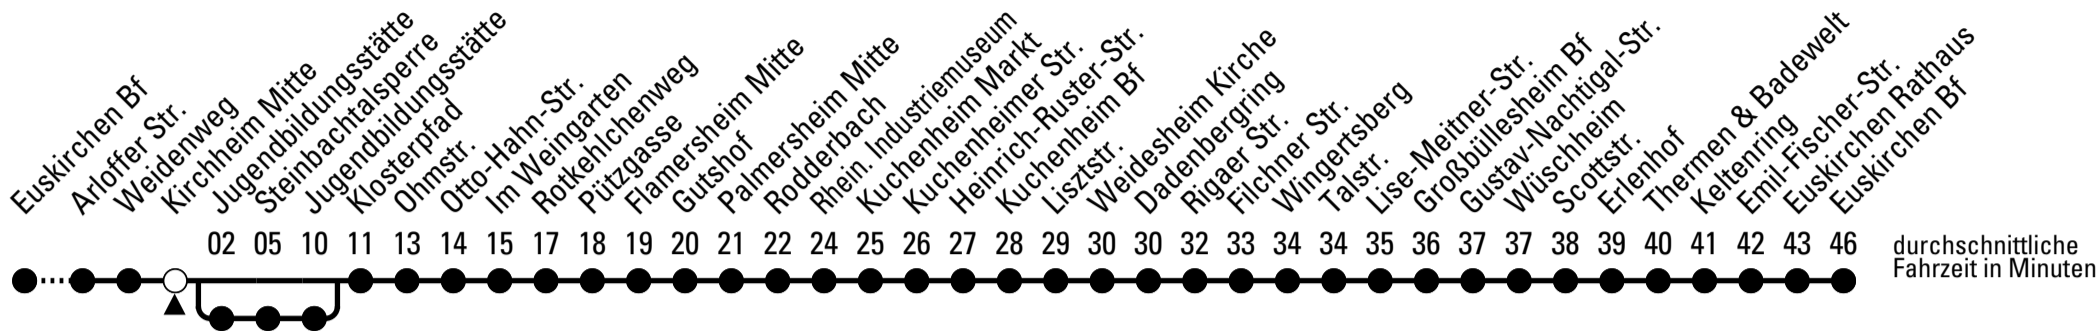 Euskirchen Bf
Arloffer Str.
Weidenweg
Kirchheim Mitte
Jugendbildungsstätte
Steinbachtalsperre
Jugendbildungsstätte
Klosterpfad
Ohmstr.
Otto-Hahn-Str.
Im Weingarten
Rotkehlchenweg
Pützgasse
Flamersheim Mitte
Gutshof
Palmersheim Mitte
Rodderbach
Rhein. Industriemuseum
Kuchenheim Markt
Kuchenheimer Str.
Heinrich-Ruster-Str.
Kuchenheim Bf
Lisztstr.
Weidesheim Kirche
Dadenbergring
Rigaer Str.
Filchner Str.
Wingertsberg
Talstr.
Lise-Meitner-Str.
Großbüllesheim Bf
Gustav-Nachtigal-Str.
Wüschheim
Scottstr.
Erlenhof
Thermen & Badewelt
Keltenring
Emil-Fischer-Str.
Euskirchen Rathaus
Euskirchen Bf
02 05 10 11 13 14 15 17 18 19 20 21 22 24 25 26 27 28 29 30 30 32 33 34 34 35 36 37 37 38 39 40 41 42 43 46
durchschnittliche
Fahrzeit in Minuten